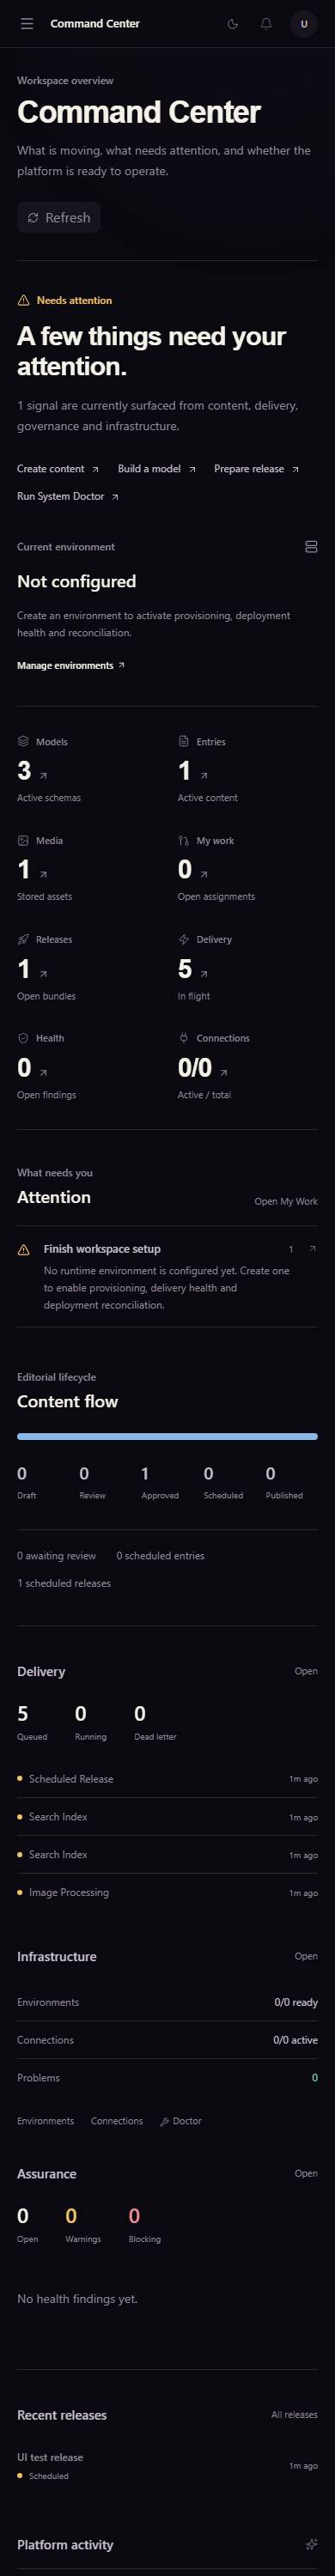 Command Center
U
Workspace overview
Command Center
What is moving, what needs attention, and whether the
platform is ready to operate.
Refresh
Needs attention
A few things need your
attention.
1 signal are currently surfaced from content, delivery,
governance and infrastructure.
Create content Build a model Prepare release
Run System Doctor
Current environment
Not configured
Create an environment to activate provisioning, deployment
health and reconciliation.
Manage environments
Models Entries
3 1
Active schemas Active content
Media My work
1 0
Stored assets Open assignments
Releases Delivery
1 5
Open bundles In flight
Health Connections
0 0/0
Open findings Active / total
What needs you
Attention Open My Work
Finish workspace setup 1
No runtime environment is configured yet. Create one
to enable provisioning, delivery health and
deployment reconciliation.
Editorial lifecycle
Content flow
0 0 1 0 0
Draft Review Approved Scheduled Published
0 awaiting review 0 scheduled entries
1 scheduled releases
Delivery Open
5 0 0
Queued Running Dead letter
Scheduled Release 1m ago
Search Index 1m ago
Search Index 1m ago
Image Processing 1m ago
Infrastructure Open
Environments 0/0 ready
Connections 0/0 active
Problems 0
Environments Connections Doctor
Assurance Open
0 0 0
Open Warnings Blocking
No health findings yet.
Recent releases All releases
UI test release 1m ago
Scheduled
Platform activity